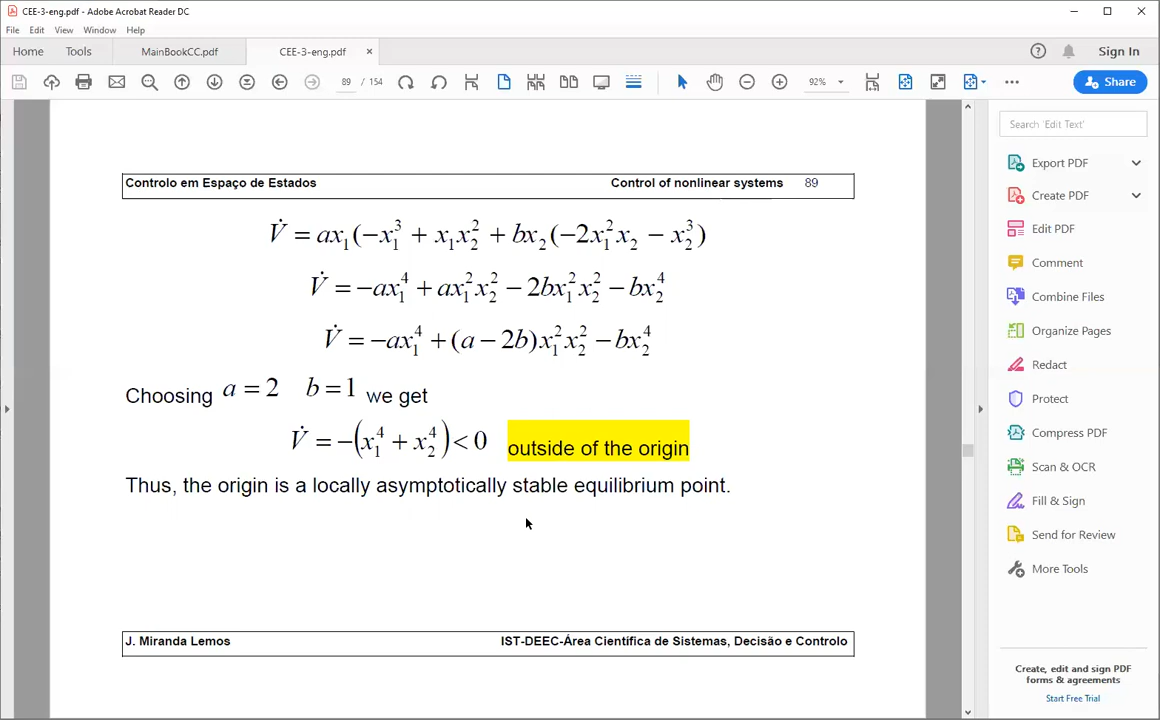 CEE-3-eng.pdf - Adobe Acrobat Reader DC
File Edit View Window Help
Home Tools MainBookCC.pdf CEE-3-eng.pdf × Sign In
89 / 154 92% Share
Search 'Edit Text'
Export PDF
Create PDF
Edit PDF
Comment
Combine Files
Organize Pages
Redact
Protect
Compress PDF
Scan & OCR
Fill & Sign
Send for Review
More Tools
Create, edit and sign PDF
forms & agreements
Start Free Trial
Controlo em Espaço de Estados Control of nonlinear systems 89
V̇ = ax₁(−x₁³ + x₁x₂² + bx₂(−2x₁²x₂ − x₂³)
V̇ = −ax₁⁴ + ax₁²x₂² − 2bx₁²x₂² − bx₂⁴
V̇ = −ax₁⁴ + (a − 2b)x₁²x₂² − bx₂⁴
Choosing a = 2 b = 1 we get
V̇ = −(x₁⁴ + x₂⁴) < 0 outside of the origin
Thus, the origin is a locally asymptotically stable equilibrium point.
J. Miranda Lemos IST-DEEC-Área Científica de Sistemas, Decisão e Controlo